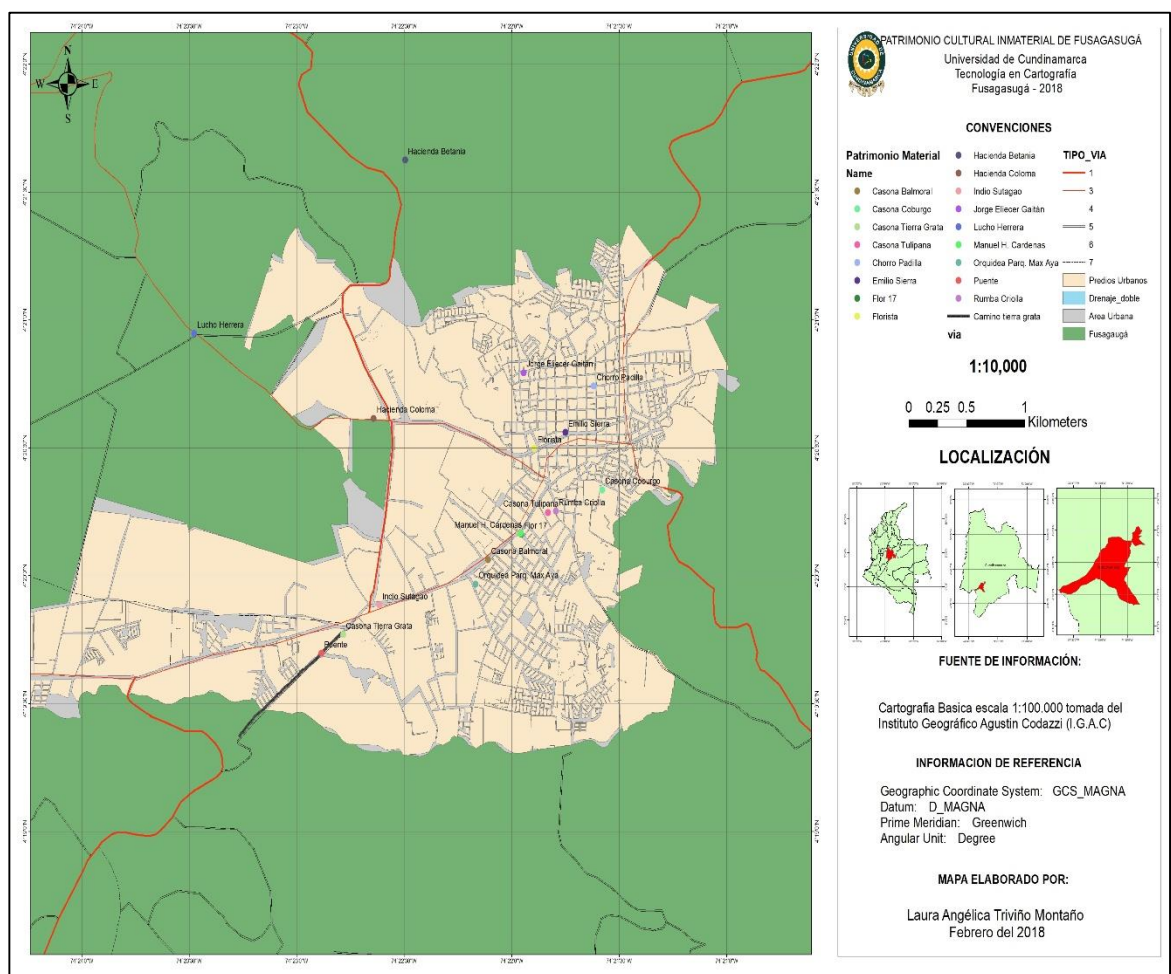 N
W E
S
Hacienda Betania
Lucho Herrera
Jorge Eliecer Gaitán
Chorro Padilla
Hacienda Coloma
Emilio Sierra
Florista
Casona Coburgo
Casona Tulipana
Rumba Criolla
Manuel H. Cardenas
Flor 17
Casona Balmoral
Orquidea Parq. Max Aya
Indio Sutagao
Casona Tierra Grata
Puente
PATRIMONIO CULTURAL INMATERIAL DE FUSAGASUGÁ
Universidad de Cundinamarca
Tecnología en Cartografía
Fusagasugá - 2018
CONVENCIONES
Patrimonio Material
Name
Casona Balmoral
Casona Coburgo
Casona Tierra Grata
Casona Tulipana
Chorro Padilla
Emilio Sierra
Flor 17
Florista
Hacienda Betania
Hacienda Coloma
Indio Sutagao
Jorge Eliecer Gaitán
Lucho Herrera
Manuel H. Cardenas
Orquidea Parq. Max Aya
Puente
Rumba Criolla
Camino tierra grata
via
TIPO_VIA
1
3
4
5
6
7
Predios Urbanos
Drenaje_doble
Area Urbana
Fusagaugá
1:10,000
0 0.25 0.5 1
Kilometers
LOCALIZACIÓN
FUENTE DE INFORMACIÓN:
Cartografia Basica escala 1:100.000 tomada del
Instituto Geográfico Agustin Codazzi (I.G.A.C)
INFORMACION DE REFERENCIA
Geographic Coordinate System: GCS_MAGNA
Datum: D_MAGNA
Prime Meridian: Greenwich
Angular Unit: Degree
MAPA ELABORADO POR:
Laura Angélica Triviño Montaño
Febrero del 2018